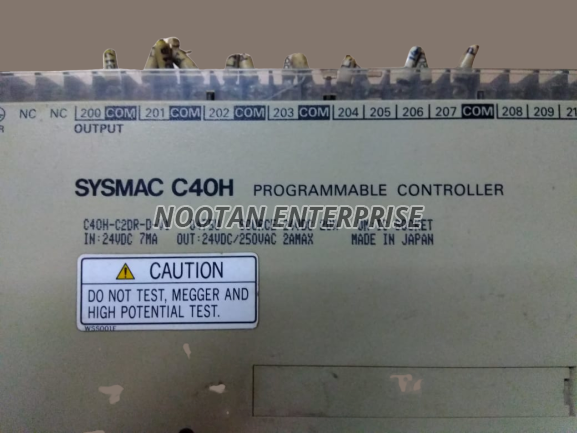 NC NC 200 COM 201 COM 202 COM 203 COM 204 205 206 207 COM 208 209
R
OUTPUT
SYSMAC C40H PROGRAMMABLE CONTROLLER
NOOTAN ENTERPRISE
C40H-C2DR-D
IN:24VDC 7MA OUT:24VDC/250VAC 2AMAX MADE IN JAPAN
CAUTION
DO NOT TEST, MEGGER AND
HIGH POTENTIAL TEST.